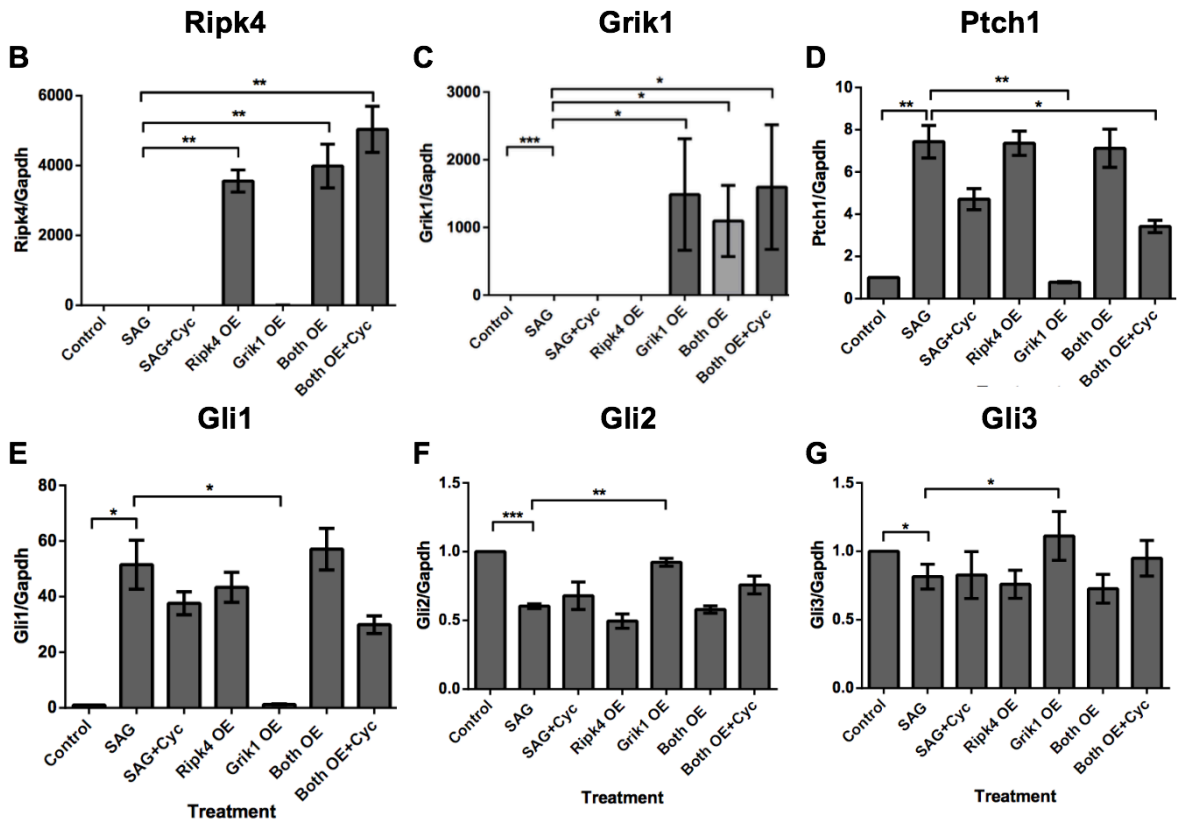 Ripk4
Grik1
Ptch1
B
C
D
Ripk4/Gapdh
6000
4000
2000
0
**
**
**
Control
SAG
SAG+Cyc
Ripk4 OE
Grik1 OE
Both OE
Both OE+Cyc
Grik1/Gapdh
3000
2000
1000
0
***
*
*
*
Control
SAG
SAG+Cyc
Ripk4 OE
Grik1 OE
Both OE
Both OE+Cyc
Ptch1/Gapdh
10
8
6
4
2
0
**
**
*
Control
SAG
SAG+Cyc
Ripk4 OE
Grik1 OE
Both OE
Both OE+Cyc
Gli1
Gli2
Gli3
E
F
G
Gli1/Gapdh
80
60
40
20
0
*
*
Control
SAG
SAG+Cyc
Ripk4 OE
Grik1 OE
Both OE
Both OE+Cyc
Treatment
Gli2/Gapdh
1.5
1.0
0.5
0.0
***
**
Control
SAG
SAG+Cyc
Ripk4 OE
Grik1 OE
Both OE
Both OE+Cyc
Treatment
Gli3/Gapdh
1.5
1.0
0.5
0.0
*
*
Control
SAG
SAG+Cyc
Ripk4 OE
Grik1 OE
Both OE
Both OE+Cyc
Treatment